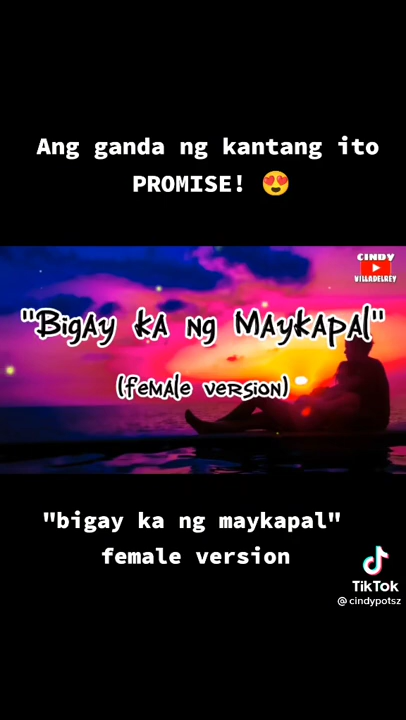 Ang ganda ng kantang ito
PROMISE! 😍
CINDY
VILLADELREY
"Bigay ka ng Maykapal"
(female version)
"bigay ka ng maykapal"
female version
TikTok
@cindypotsz